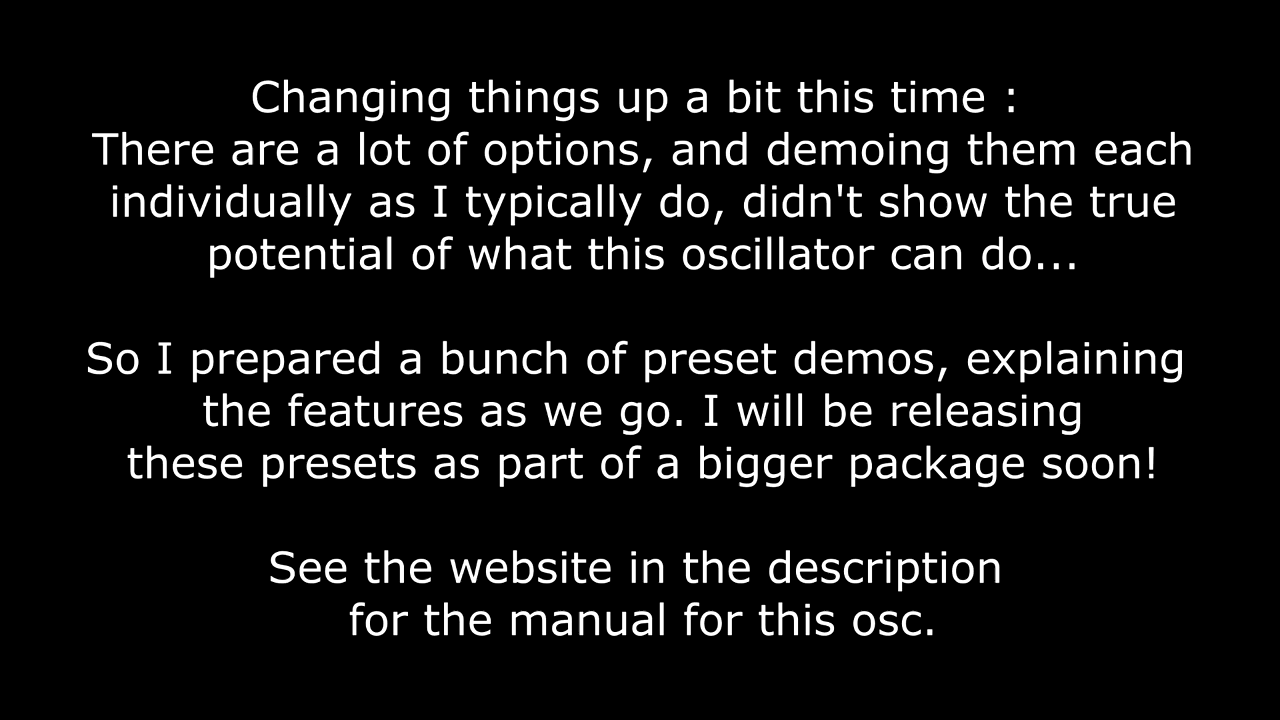 Changing things up a bit this time :
There are a lot of options, and demoing them each
individually as I typically do, didn't show the true
potential of what this oscillator can do...
So I prepared a bunch of preset demos, explaining
the features as we go. I will be releasing
these presets as part of a bigger package soon!
See the website in the description
for the manual for this osc.